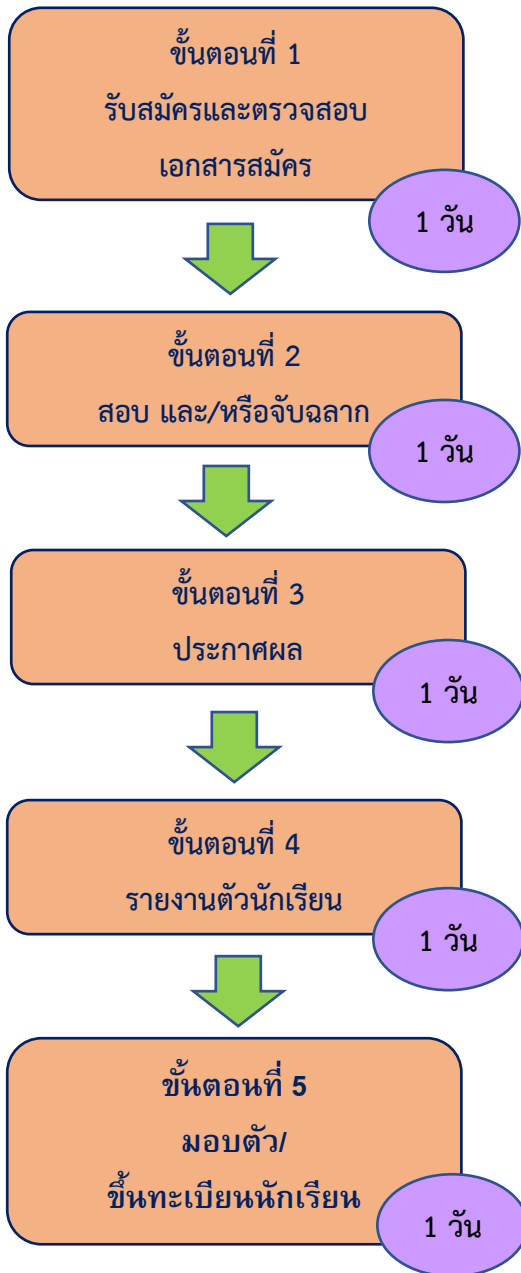 ขั้นตอนที่ 1
รับสมัครและตรวจสอบ
เอกสารสมัคร
1 วัน
ขั้นตอนที่ 2
สอบ และ/หรือจับฉลาก
1 วัน
ขั้นตอนที่ 3
ประกาศผล
1 วัน
ขั้นตอนที่ 4
รายงานตัวนักเรียน
1 วัน
ขั้นตอนที่ 5
มอบตัว/
ขึ้นทะเบียนนักเรียน
1 วัน